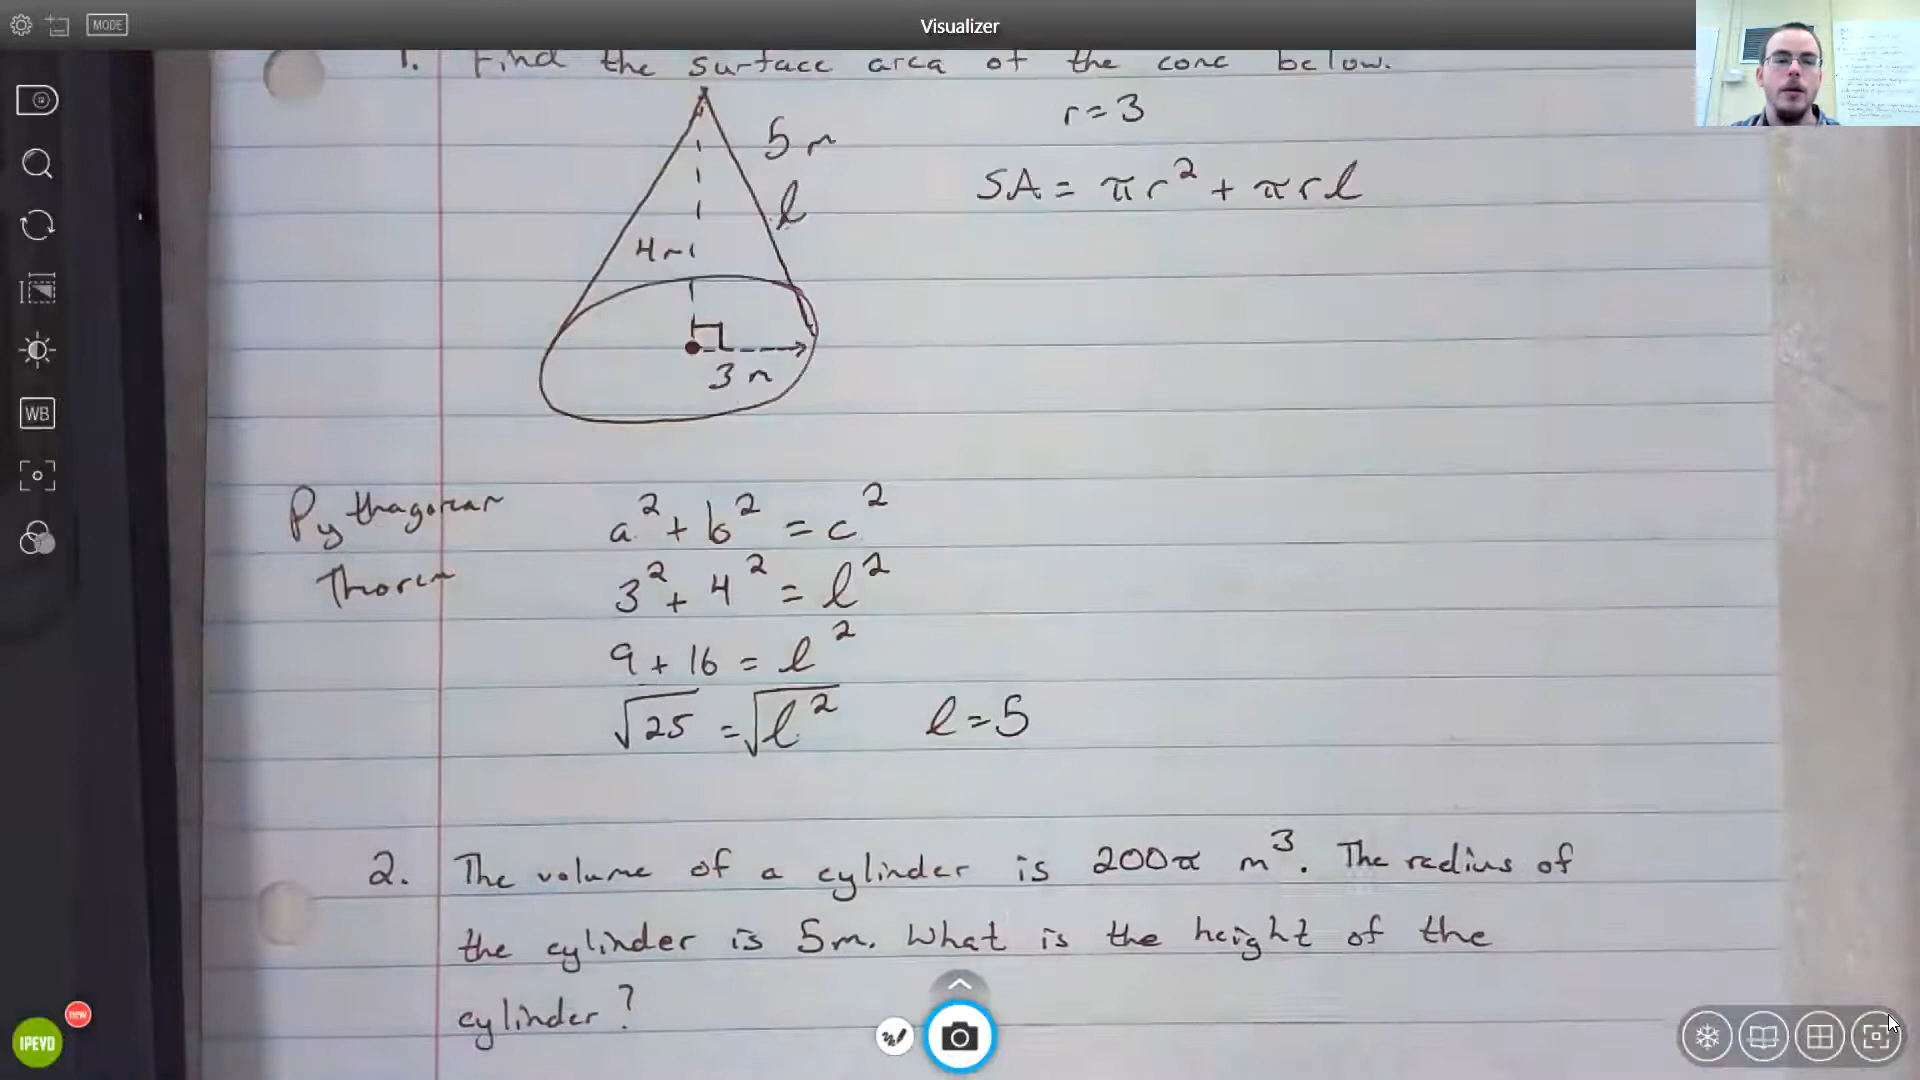 MODE
Visualizer
1. Find the surface area of the cone below.
r = 3
5 m
SA = πr² + πrl
l
4m
3 m
WB
Pythagorean
Thorem
a² + b² = c²
3² + 4² = l²
9 + 16 = l²
√25 = √l² l = 5
2. The volume of a cylinder is 200π m³. The radius of
the cylinder is 5m. What is the height of the
cylinder?
new
IPEVO